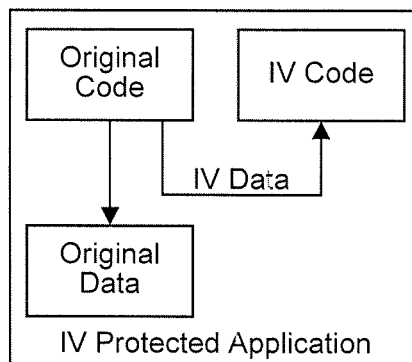 Original
Code
IV Code
IV Data
Original
Data
IV Protected Application